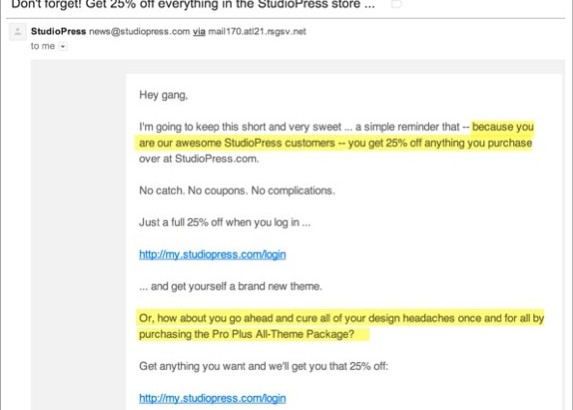 Don't forget! Get 25% off everything in the StudioPress store ...
StudioPress news@studiopress.com via mail170.atl21.rsgsv.net
to me
Hey gang,
I'm going to keep this short and very sweet ... a simple reminder that -- because you
are our awesome StudioPress customers -- you get 25% off anything you purchase
over at StudioPress.com.
No catch. No coupons. No complications.
Just a full 25% off when you log in ...
http://my.studiopress.com/login
... and get yourself a brand new theme.
Or, how about you go ahead and cure all of your design headaches once and for all by
purchasing the Pro Plus All-Theme Package?
Get anything you want and we'll get you that 25% off:
http://my.studiopress.com/login